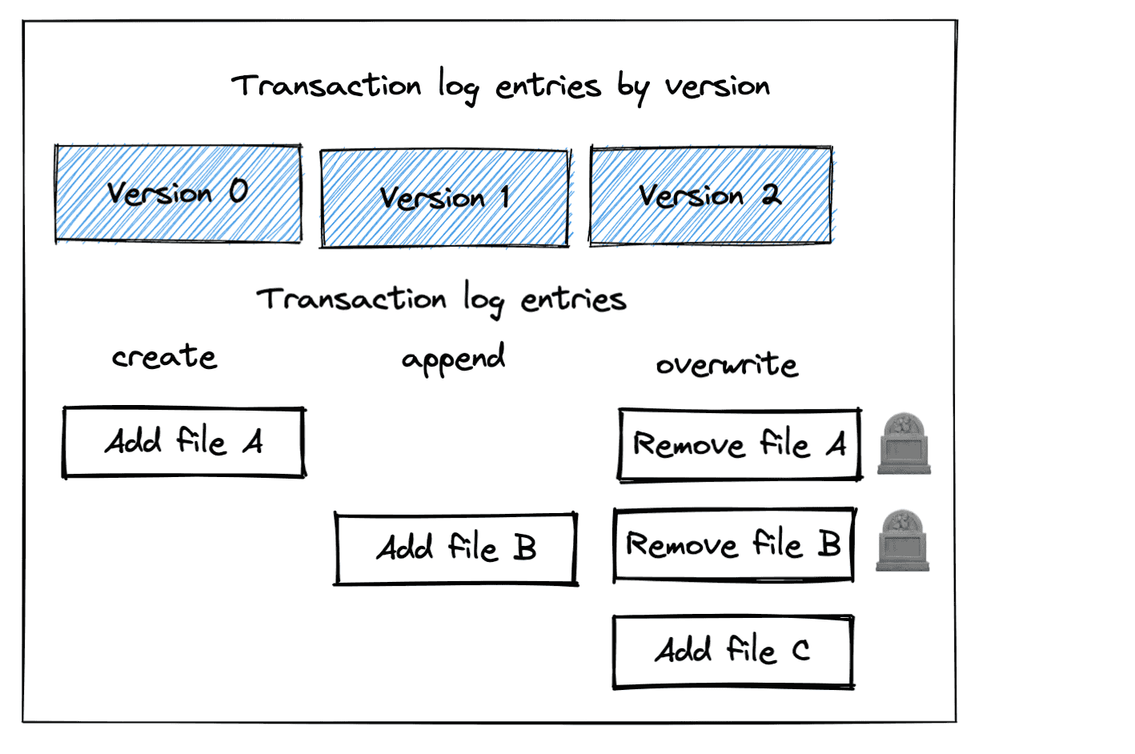 Transaction log entries by version
Version 0
Version 1
Version 2
Transaction log entries
create
append
overwrite
Add file A
Remove file A
Add file B
Remove file B
Add file C